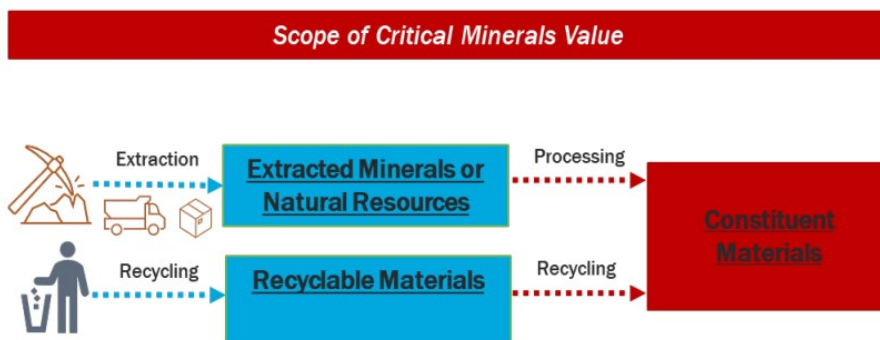 Scope of Critical Minerals Value
Extraction
Extracted Minerals or
Natural Resources
Processing
Constituent
Materials
Recycling
Recyclable Materials
Recycling